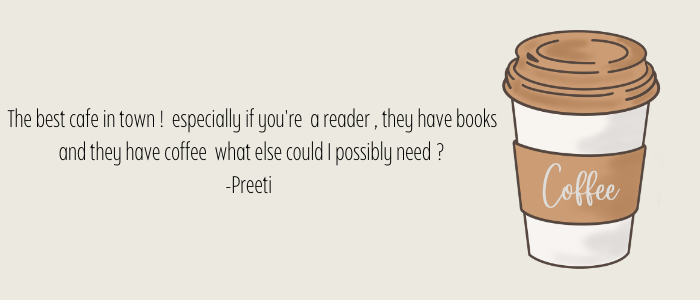 The best cafe in town ! especially if you're a reader , they have books
and they have coffee what else could I possibly need ?
-Preeti
Coffee